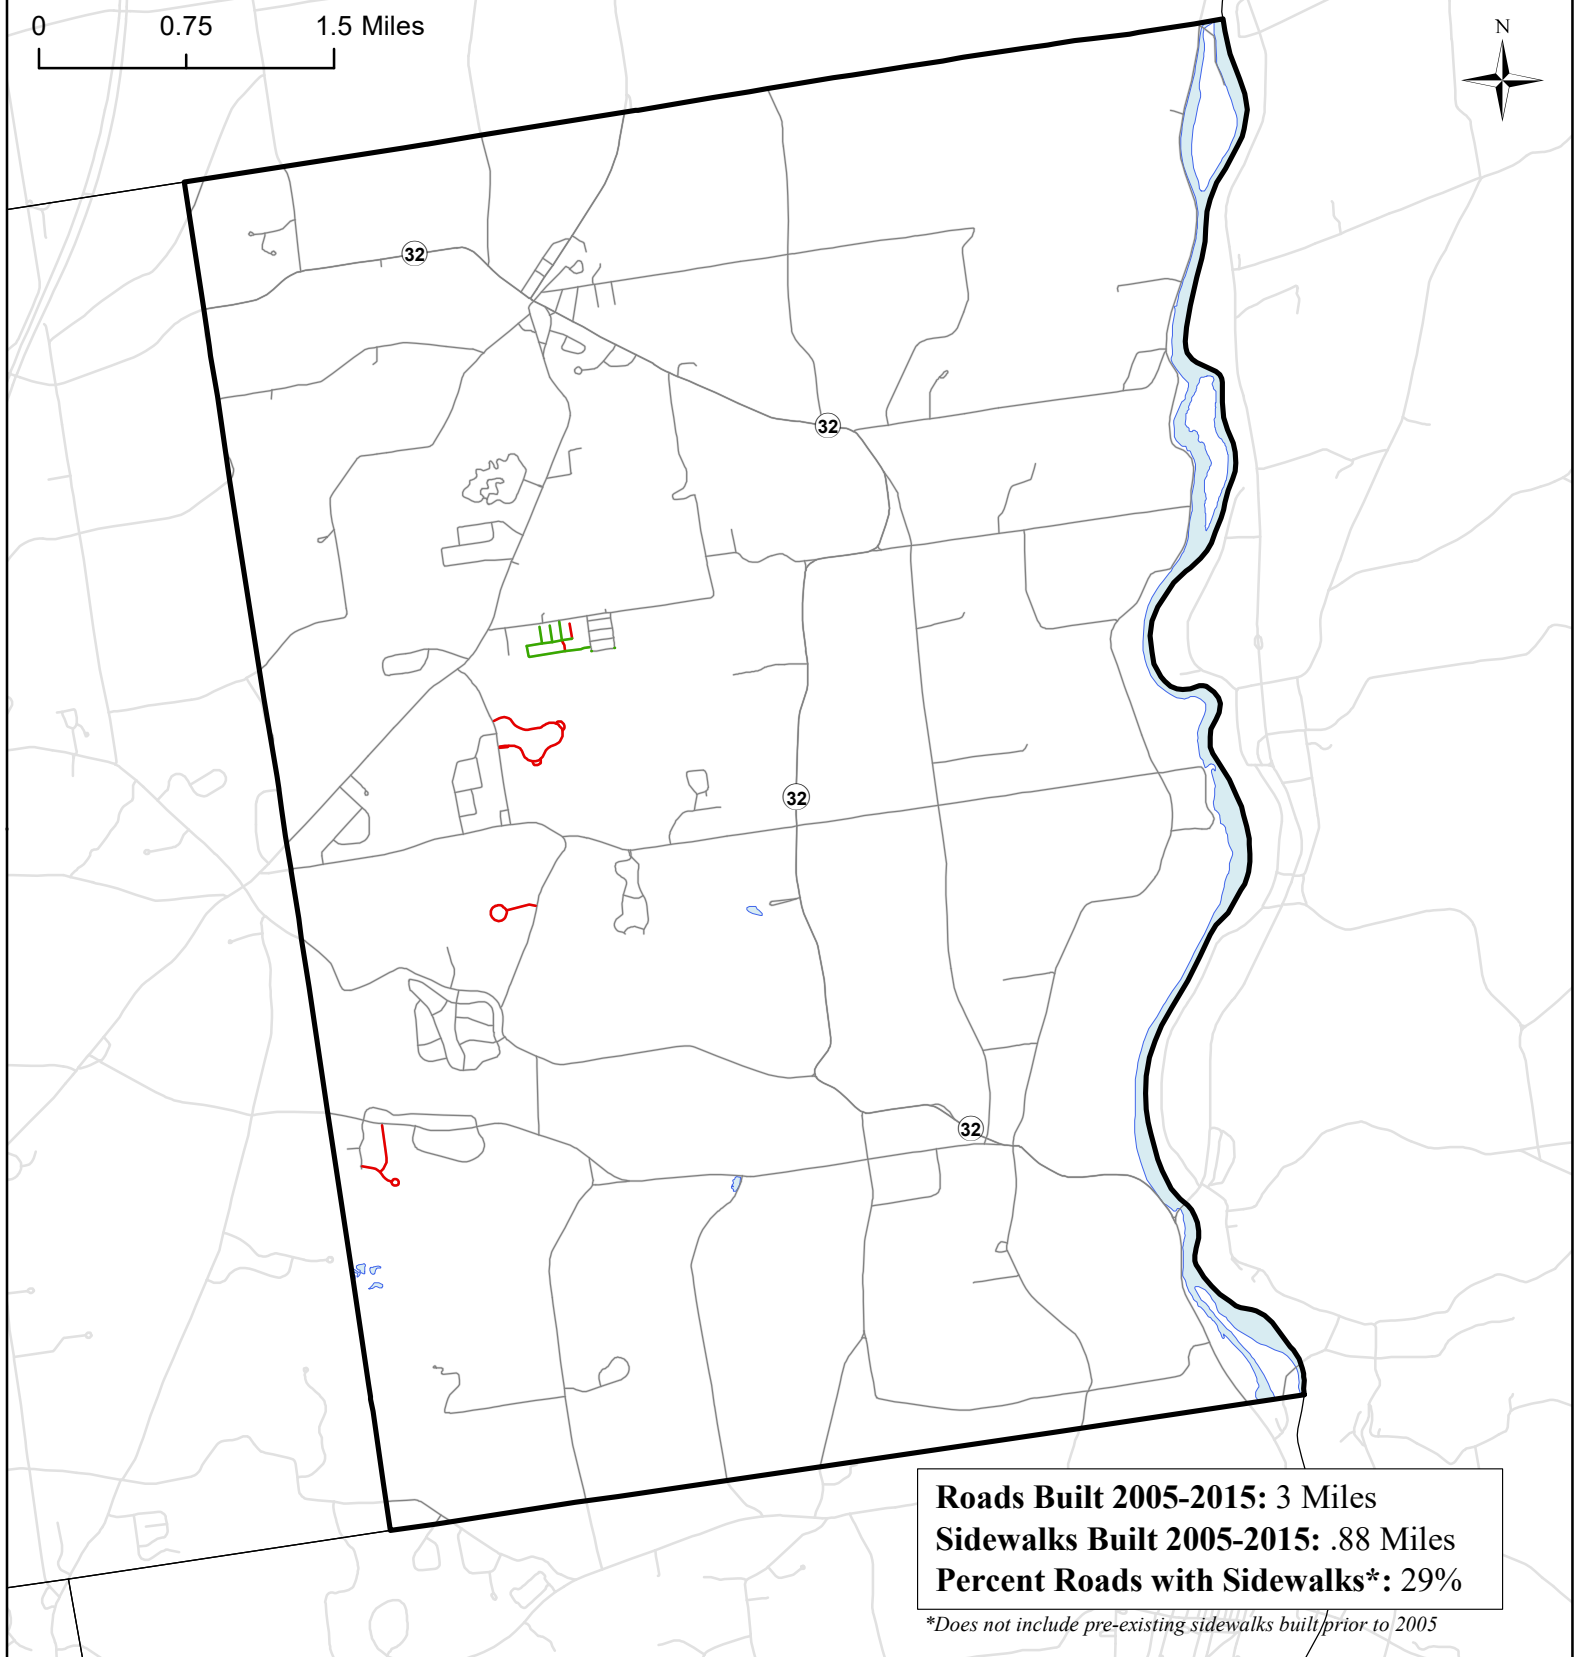 0 0.75 1.5 Miles
N
32
32
32
32
Roads Built 2005-2015: 3 Miles
Sidewalks Built 2005-2015: .88 Miles
Percent Roads with Sidewalks*: 29%
*Does not include pre-existing sidewalks built prior to 2005